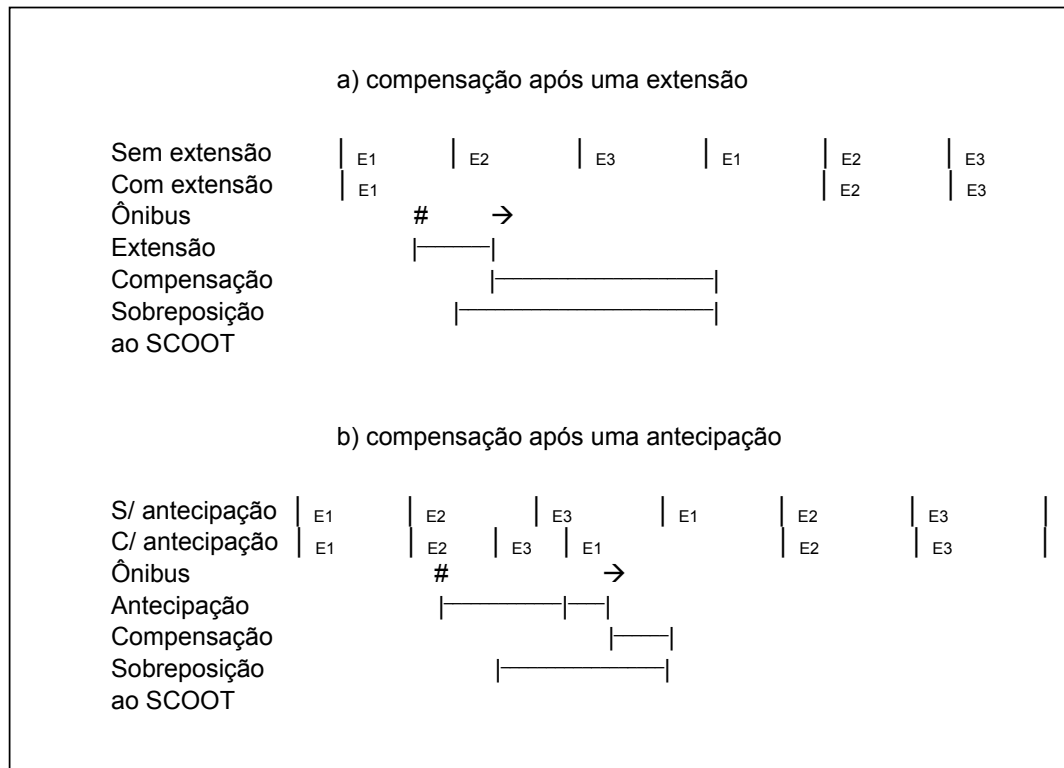 a) compensação após uma extensão
Sem extensão | E1 | E2 | E3 | E1 | E2 | E3
Com extensão | E1 | E2 | E3
Ônibus # →
Extensão
Compensação
Sobreposição
ao SCOOT
b) compensação após uma antecipação
S/ antecipação | E1 | E2 | E3 | E1 | E2 | E3 |
C/ antecipação | E1 | E2 | E3 | E1 | E2 | E3 |
Ônibus # →
Antecipação
Compensação
Sobreposição
ao SCOOT